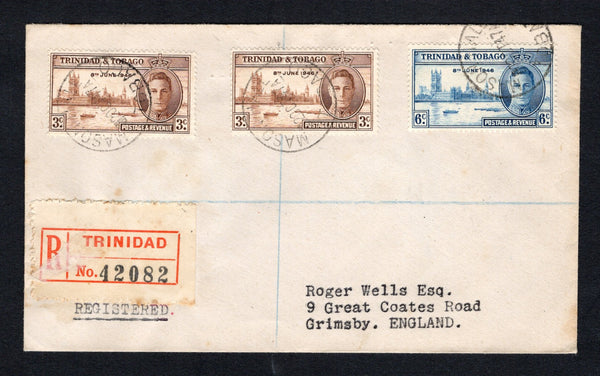 TRINIDAD & TOBAGO
8TH JUNE 1946
3c. 3c.
POSTAGE & REVENUE
TRINIDAD & TOBAGO
8TH JUNE 1946
3c. 3c.
POSTAGE & REVENUE
TRINIDAD & TOBAGO
8TH JUNE 1946
6c. 6c.
POSTAGE & REVENUE
R
TRINIDAD
No. 42082
REGISTERED.
Roger Wells Esq.
9 Great Coates Road
Grimsby. ENGLAND.